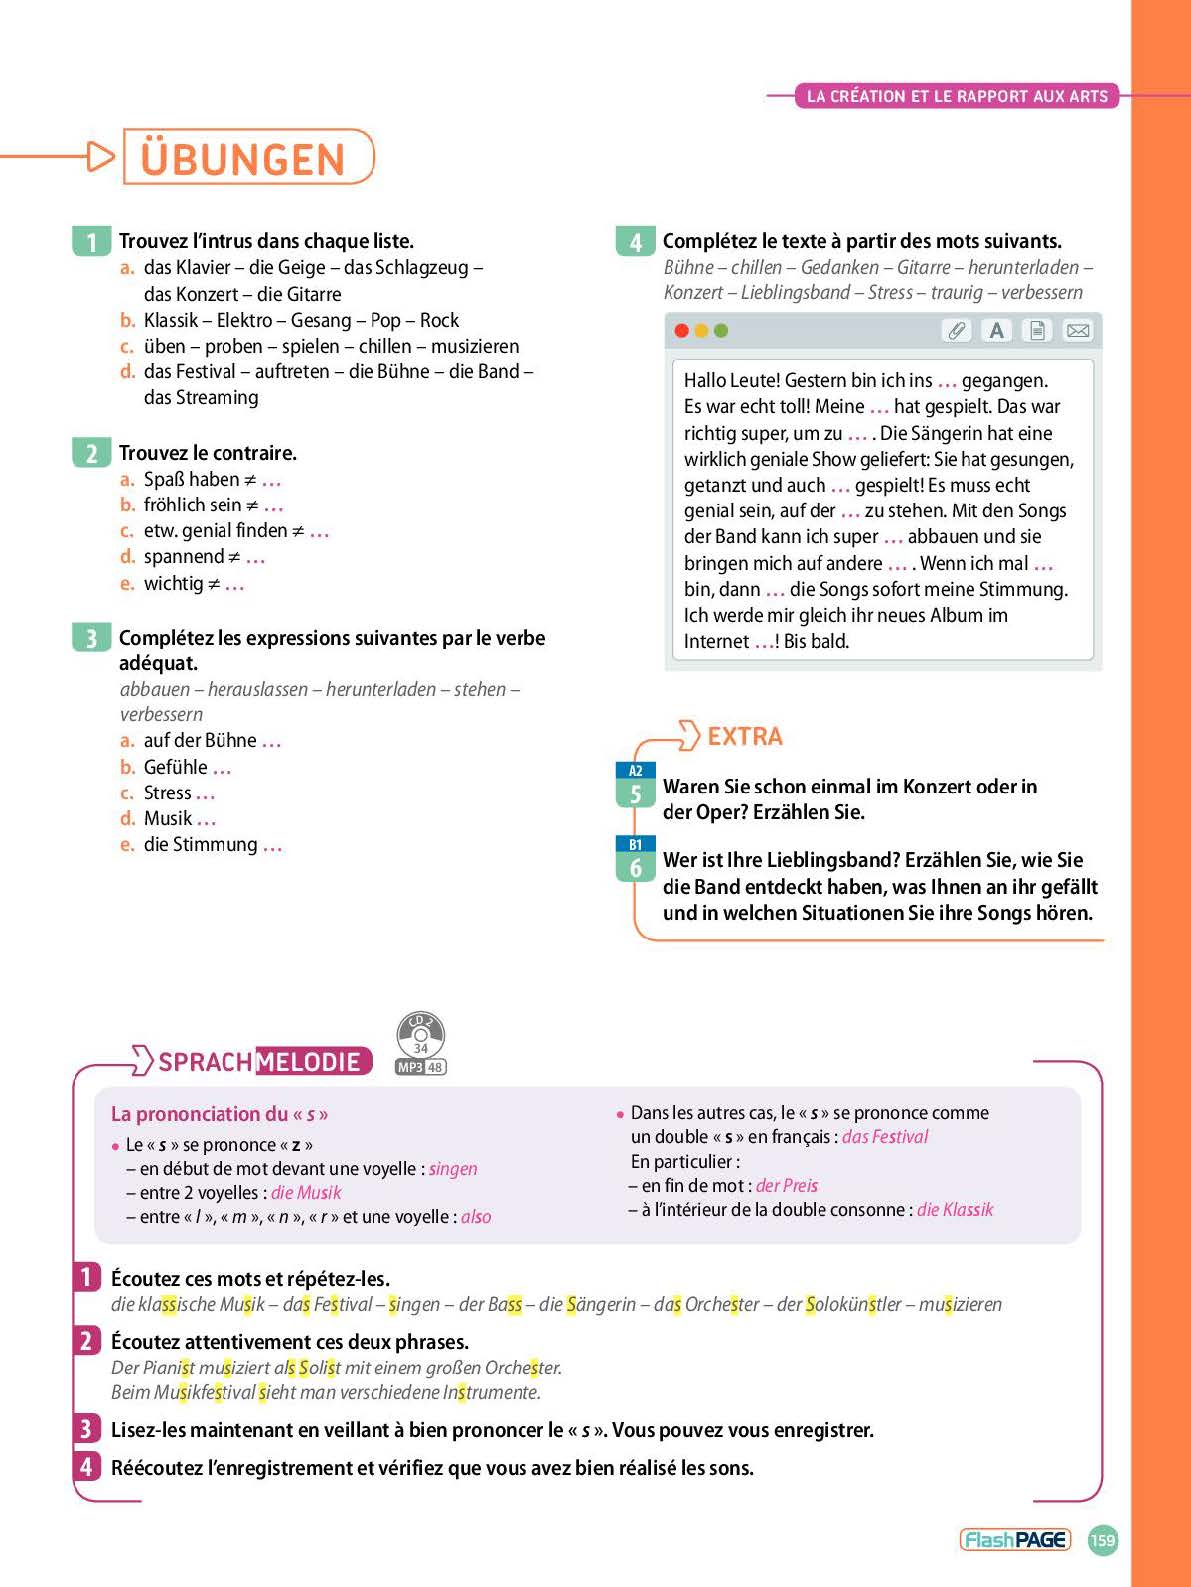 LA CRÉATION ET LE RAPPORT AUX ARTS
ÜBUNGEN
1 Trouvez l'intrus dans chaque liste.
a. das Klavier – die Geige – das Schlagzeug –
das Konzert – die Gitarre
b. Klassik – Elektro – Gesang – Pop – Rock
c. üben – proben – spielen – chillen – musizieren
d. das Festival – auftreten – die Bühne – die Band –
das Streaming
2 Trouvez le contraire.
a. Spaß haben ≠ ...
b. fröhlich sein ≠ ...
c. etw. genial finden ≠ ...
d. spannend ≠ ...
e. wichtig ≠ ...
3 Complétez les expressions suivantes par le verbe
adéquat.
abbauen – herauslassen – herunterladen – stehen –
verbessern
a. auf der Bühne ...
b. Gefühle ...
c. Stress ...
d. Musik ...
e. die Stimmung ...
4 Complétez le texte à partir des mots suivants.
Bühne – chillen – Gedanken – Gitarre – herunterladen –
Konzert – Lieblingsband – Stress – traurig – verbessern
A
Hallo Leute! Gestern bin ich ins ... gegangen.
Es war echt toll! Meine ... hat gespielt. Das war
richtig super, um zu ... . Die Sängerin hat eine
wirklich geniale Show geliefert: Sie hat gesungen,
getanzt und auch ... gespielt! Es muss echt
genial sein, auf der ... zu stehen. Mit den Songs
der Band kann ich super ... abbauen und sie
bringen mich auf andere ... . Wenn ich mal ...
bin, dann ... die Songs sofort meine Stimmung.
Ich werde mir gleich ihr neues Album im
Internet ...! Bis bald.
EXTRA
A2
5 Waren Sie schon einmal im Konzert oder in
der Oper? Erzählen Sie.
B1
6 Wer ist Ihre Lieblingsband? Erzählen Sie, wie Sie
die Band entdeckt haben, was Ihnen an ihr gefällt
und in welchen Situationen Sie ihre Songs hören.
SPRACHMELODIE
CD 2
34
MP3 48
La prononciation du « s »
• Le « s » se prononce « z »
– en début de mot devant une voyelle : singen
– entre 2 voyelles : die Musik
– entre « l », « m », « n », « r » et une voyelle : also
• Dans les autres cas, le « s » se prononce comme
un double « s » en français : das Festival
En particulier :
– en fin de mot : der Preis
– à l'intérieur de la double consonne : die Klassik
1 Écoutez ces mots et répétez-les.
die klassische Musik – das Festival – singen – der Bass – die Sängerin – das Orchester – der Solokünstler – musizieren
2 Écoutez attentivement ces deux phrases.
Der Pianist musiziert als Solist mit einem großen Orchester.
Beim Musikfestival sieht man verschiedene Instrumente.
3 Lisez-les maintenant en veillant à bien prononcer le « s ». Vous pouvez vous enregistrer.
4 Réécoutez l'enregistrement et vérifiez que vous avez bien réalisé les sons.
FlashPAGE
159